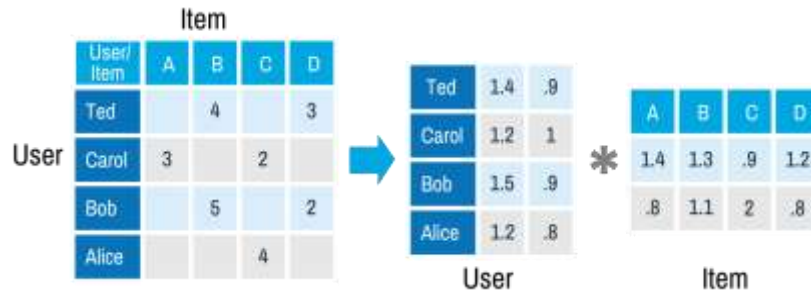 Item
User/
Item A B C D
Ted 4 3
User Carol 3 2
Bob 5 2
Alice 4
Ted 1.4 .9
Carol 1.2 1
Bob 1.5 .9
Alice 1.2 .8
User
*
A B C D
1.4 1.3 .9 1.2
.8 1.1 2 .8
Item